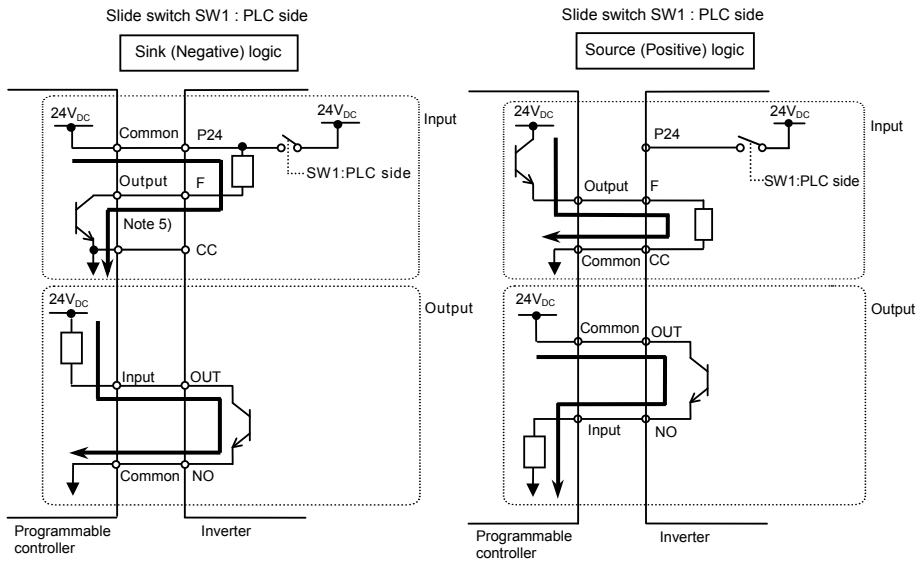 Slide switch SW1 : PLC side
Sink (Negative) logic
24VDC
24VDC
Input
Common
P24
SW1:PLC side
Output
F
Note 5)
CC
24VDC
Output
Input
OUT
Common
NO
Programmable
controller
Inverter
Slide switch SW1 : PLC side
Source (Positive) logic
24VDC
24VDC
Input
P24
SW1:PLC side
Output
F
Common
CC
24VDC
Output
Common
OUT
Input
NO
Programmable
controller
Inverter